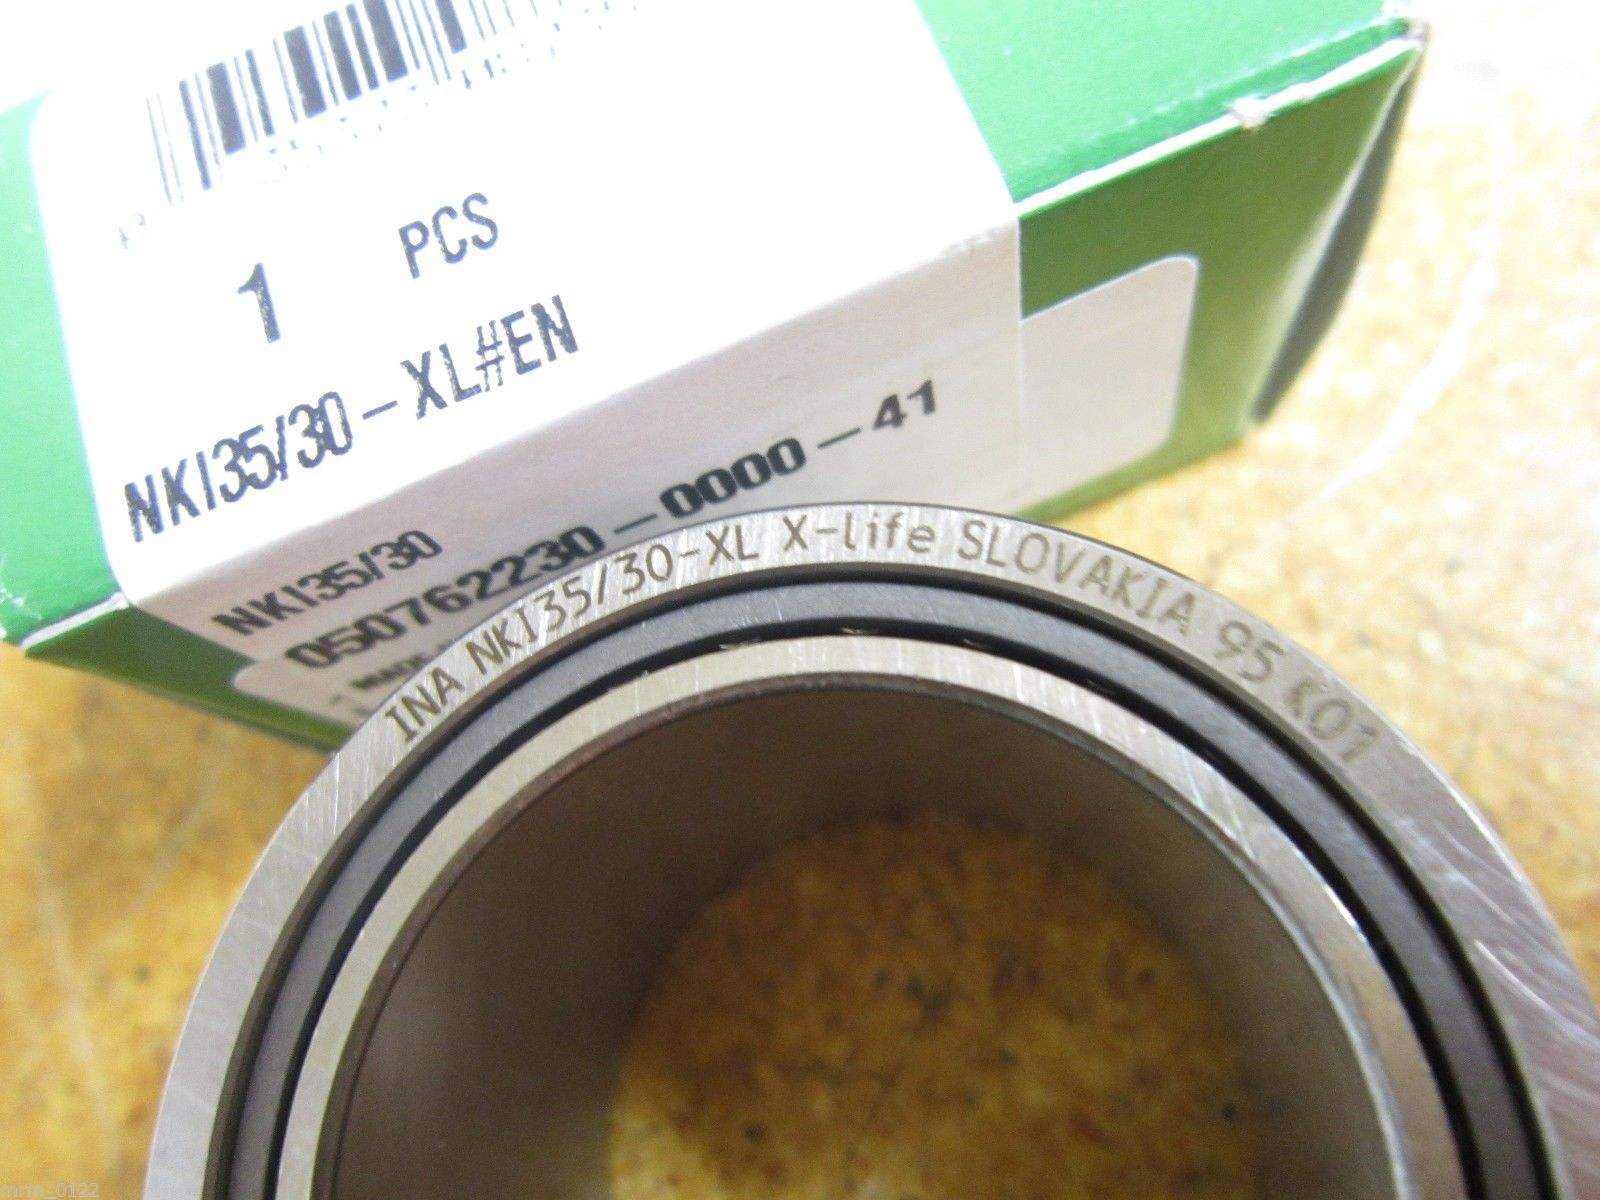 1 PCS
NKI35/30-XL#EN
NKI35/30
050762230-0000-41
INA NKI35/30-XL X-life SLOVAKIA 95 K01
mrm_0122